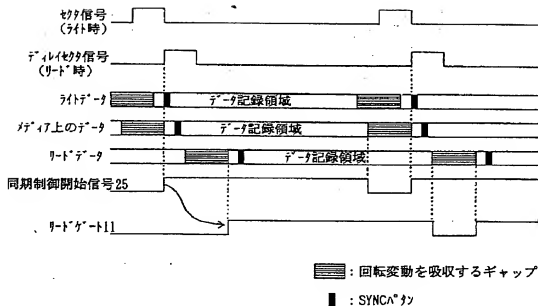 セクタ信号
(ライト時)
ディレイセクタ信号
(リード時)
ライトデータ
データ記録領域
メディア上のデータ
データ記録領域
リードデータ
データ記録領域
同期制御開始信号25
リードゲート11
:回転変動を吸収するギャップ
:SYNCパタン